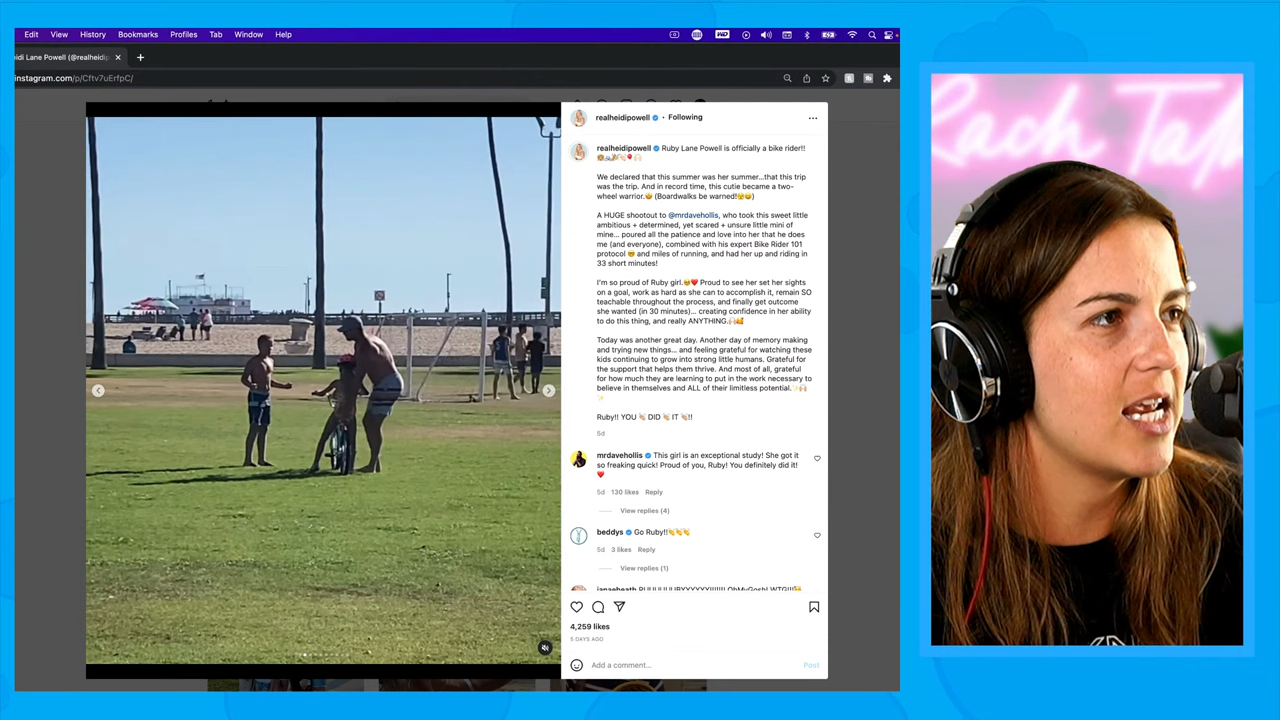 Edit View History Bookmarks Profiles Tab Window Help
eidi Lane Powell (@realheidip
instagram.com/p/Cftv7uErfpC/
realheidipowell • Following
realheidipowell Ruby Lane Powell is officially a bike rider!!
We declared that this summer was her summer...that this trip
was the trip. And in record time, this cutie became a two-
wheel warrior. (Boardwalks be warned!)
A HUGE shootout to @mrdavehollis, who took this sweet little
ambitious + determined, yet scared + unsure little mini of
mine... poured all the patience and love into her that he does
me (and everyone), combined with his expert Bike Rider 101
protocol 🤓 and miles of running, and had her up and riding in
33 short minutes!
I'm so proud of Ruby girl.🥹❤️ Proud to see her set her sights
on a goal, work as hard as she can to accomplish it, remain SO
teachable throughout the process, and finally get outcome
she wanted (in 30 minutes)... creating confidence in her ability
to do this thing, and really ANYTHING.🙌🏻🥰
Today was another great day. Another day of memory making
and trying new things... and feeling grateful for watching these
kids continuing to grow into strong little humans. Grateful for
the support that helps them thrive. And most of all, grateful
for how much they are learning to put in the work necessary to
believe in themselves and ALL of their limitless potential.✨🙌🏻
✨
Ruby!! YOU 👏🏻 DID 👏🏻 IT 👏🏻!!
5d
mrdavehollis This girl is an exceptional study! She got it
so freaking quick! Proud of you, Ruby! You definitely did it!
❤️
5d 130 likes Reply
View replies (4)
beddys Go Ruby!!👏👏👏
5d 3 likes Reply
View replies (1)
4,259 likes
5 DAYS AGO
Add a comment...
Post
Rach Talk